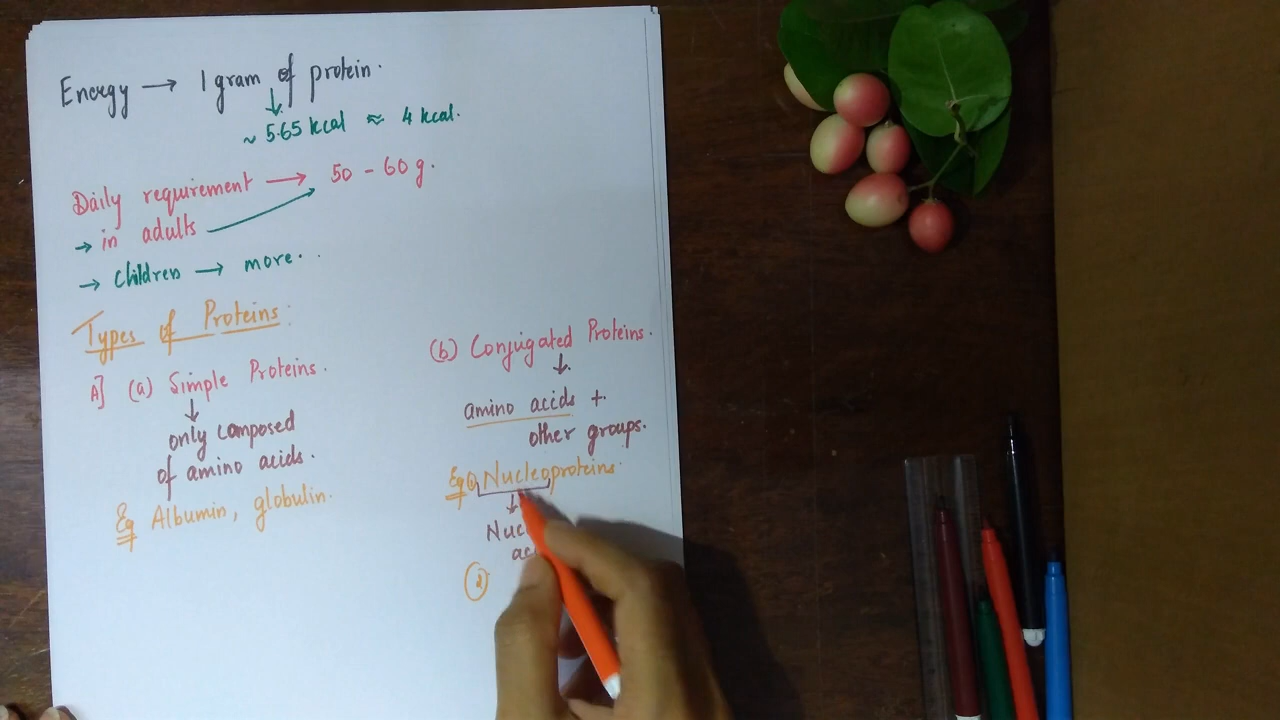 Energy → 1 gram of protein.
↓
~ 5.65 kcal ≈ 4 kcal.
Daily requirement → 50 - 60 g.
→ in adults
→ Children → more.
Types of Proteins:
A] (a) Simple Proteins.
↓
only composed
of amino acids.
Eg Albumin, globulin.
(b) Conjugated Proteins.
↓
amino acids +
other groups.
Eg ① Nucleoproteins.
↓
②